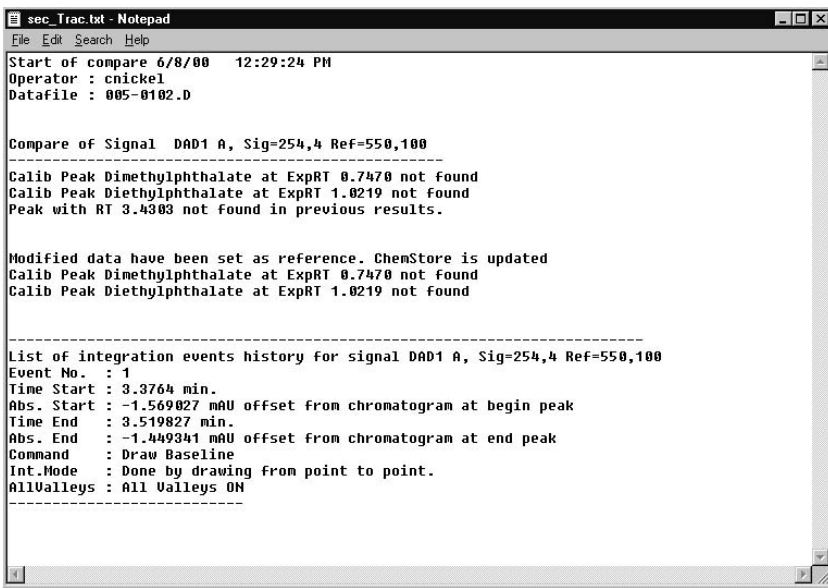 sec_Trac.txt - Notepad
File Edit Search Help
Start of compare 6/8/00   12:29:24 PM
Operator : cnickel
Datafile : 005-0102.D
Compare of Signal  DAD1 A, Sig=254,4 Ref=550,100
--------------------------------------------------
Calib Peak Dimethylphthalate at ExpRT 0.7470 not found
Calib Peak Diethylphthalate at ExpRT 1.0219 not found
Peak with RT 3.4303 not found in previous results.
Modified data have been set as reference. ChemStore is updated
Calib Peak Dimethylphthalate at ExpRT 0.7470 not found
Calib Peak Diethylphthalate at ExpRT 1.0219 not found
-------------------------------------------------------------------------
List of integration events history for signal DAD1 A, Sig=254,4 Ref=550,100
Event No.  : 1
Time Start : 3.3764 min.
Abs. Start : -1.569027 mAU offset from chromatogram at begin peak
Time End   : 3.519827 min.
Abs. End   : -1.449341 mAU offset from chromatogram at end peak
Command    : Draw Baseline
Int.Mode   : Done by drawing from point to point.
AllValleys : All Valleys ON
---------------------------